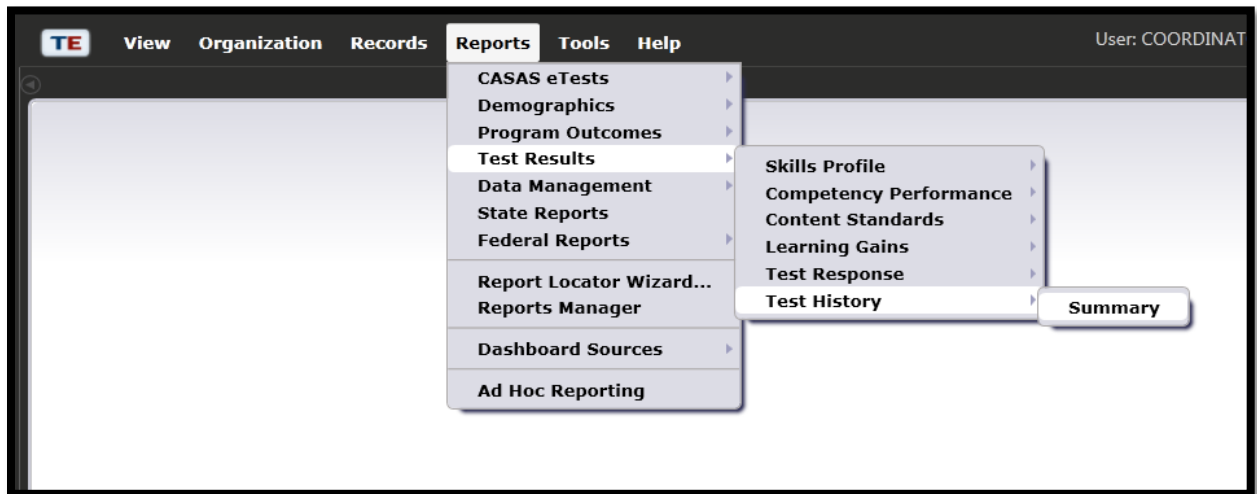 TE View Organization Records Reports Tools Help User: COORDINAT
CASAS eTests
Demographics
Program Outcomes
Test Results
Data Management
State Reports
Federal Reports
Report Locator Wizard...
Reports Manager
Dashboard Sources
Ad Hoc Reporting
Skills Profile
Competency Performance
Content Standards
Learning Gains
Test Response
Test History
Summary